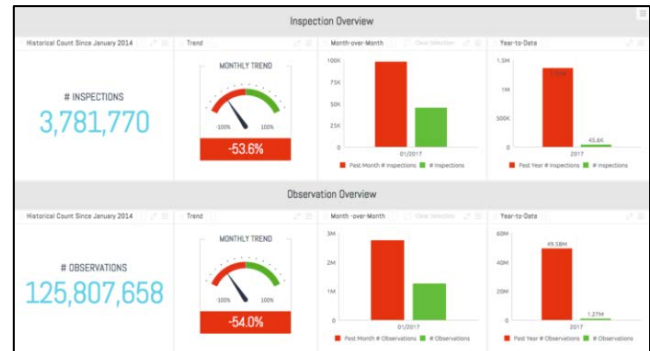 Inspection Overview
Historical Count Since January 2014
Trend
Month-over-Month
Clear Selection
Year-to-Date
# INSPECTIONS
3,781,770
MONTHLY TREND
-100% 100%
-53.6%
100K
75K
50K
25K
0
01/2017
Past Month # Inspections # Inspections
1.5M
1M
500K
0
45.6K
2017
Past Year # Inspections # Inspections
Observation Overview
Historical Count Since January 2014
Trend
Month -over-Month
Clear Selection
Year-to-Date
# OBSERVATIONS
125,807,658
MONTHLY TREND
-100% 100%
-54.0%
3M
2M
1M
0
01/2017
Past Month # Observations # Observations
60M
40M
20M
0
49.58M
1.27M
2017
Past Year # Observations # Observations